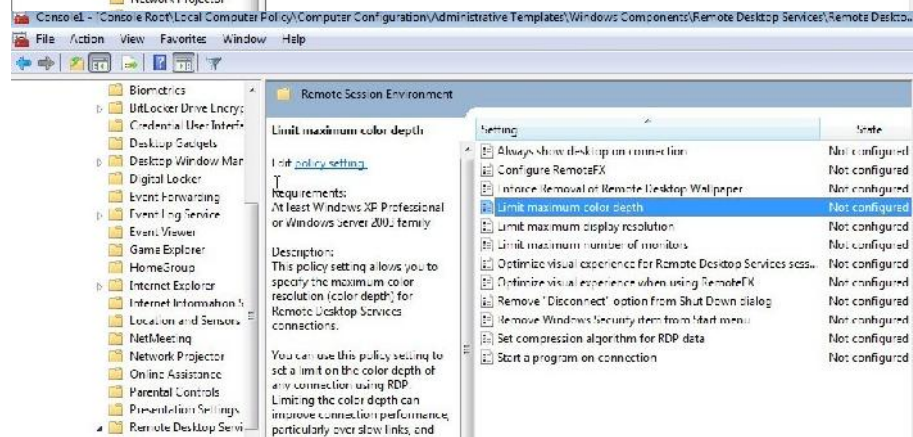 Network Projector
Console1 - [Console Root\Local Computer Policy\Computer Configuration\Administrative Templates\Windows Components\Remote Desktop Services\Remote Deskto...
File Action View Favorites Window Help
Biometrics
BitLocker Drive Encryp
Credential User Interfa
Desktop Gadgets
Desktop Window Man
Digital Locker
Event Forwarding
Event Log Service
Event Viewer
Game Explorer
HomeGroup
Internet Explorer
Internet Information S
Location and Sensors
NetMeeting
Network Projector
Online Assistance
Parental Controls
Presentation Settings
Remote Desktop Servi
Remote Session Environment
Limit maximum color depth
Edit policy setting.
Requirements:
At least Windows XP Professional
or Windows Server 2003 family
Description:
This policy setting allows you to
specify the maximum color
resolution (color depth) for
Remote Desktop Services
connections.
You can use this policy setting to
set a limit on the color depth of
any connection using RDP.
Limiting the color depth can
improve connection performance,
particularly over slow links, and
Setting State
Always show desktop on connection Not configured
Configure RemoteFX Not configured
Enforce Removal of Remote Desktop Wallpaper Not configured
Limit maximum color depth Not configured
Limit maximum display resolution Not configured
Limit maximum number of monitors Not configured
Optimize visual experience for Remote Desktop Services sess... Not configured
Optimize visual experience when using RemoteFX Not configured
Remove "Disconnect" option from Shut Down dialog Not configured
Remove Windows Security item from Start menu Not configured
Set compression algorithm for RDP data Not configured
Start a program on connection Not configured